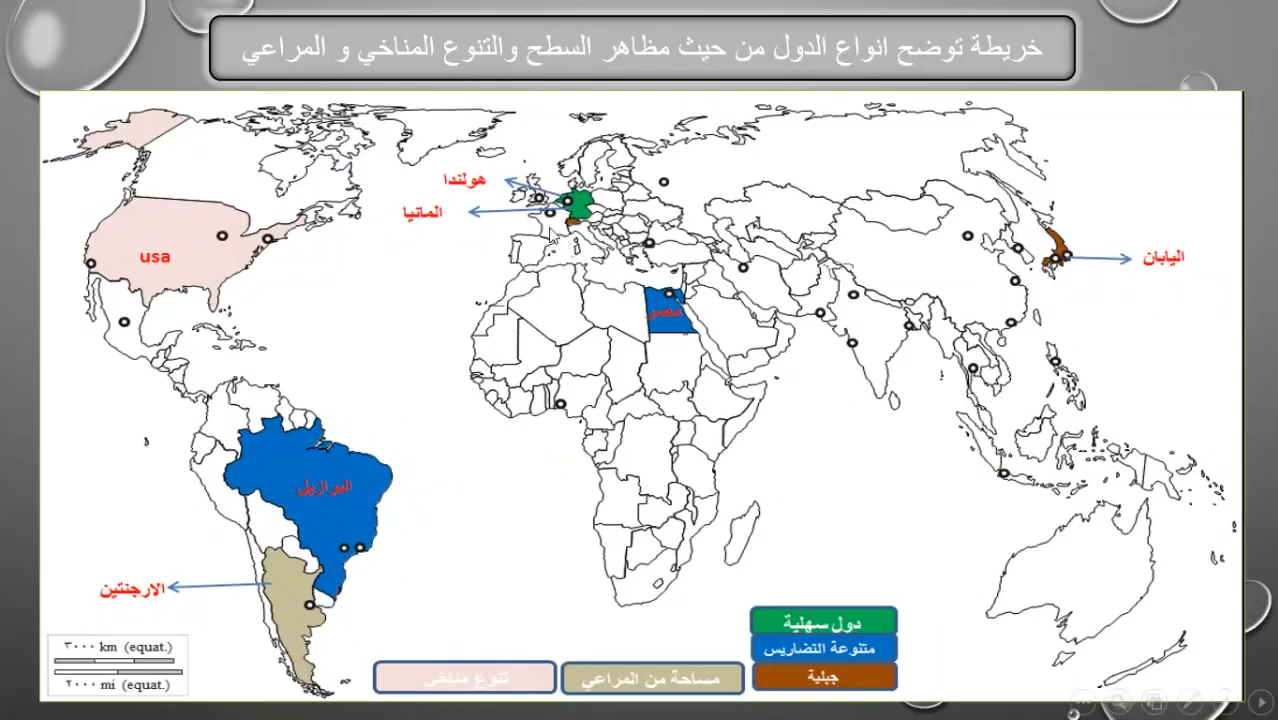 خريطة توضح انواع الدول من حيث مظاهر السطح والتنوع المناخي و المراعي
هولندا
المانيا
usa
اليابان
مصر
البرازيل
الارجنتين
دول سهلية
متنوعة التضاريس
جبلية
مساحة من المراعي
تنوع مناخي
٣٠٠٠ km (equat.)
٢٠٠٠ mi (equat.)